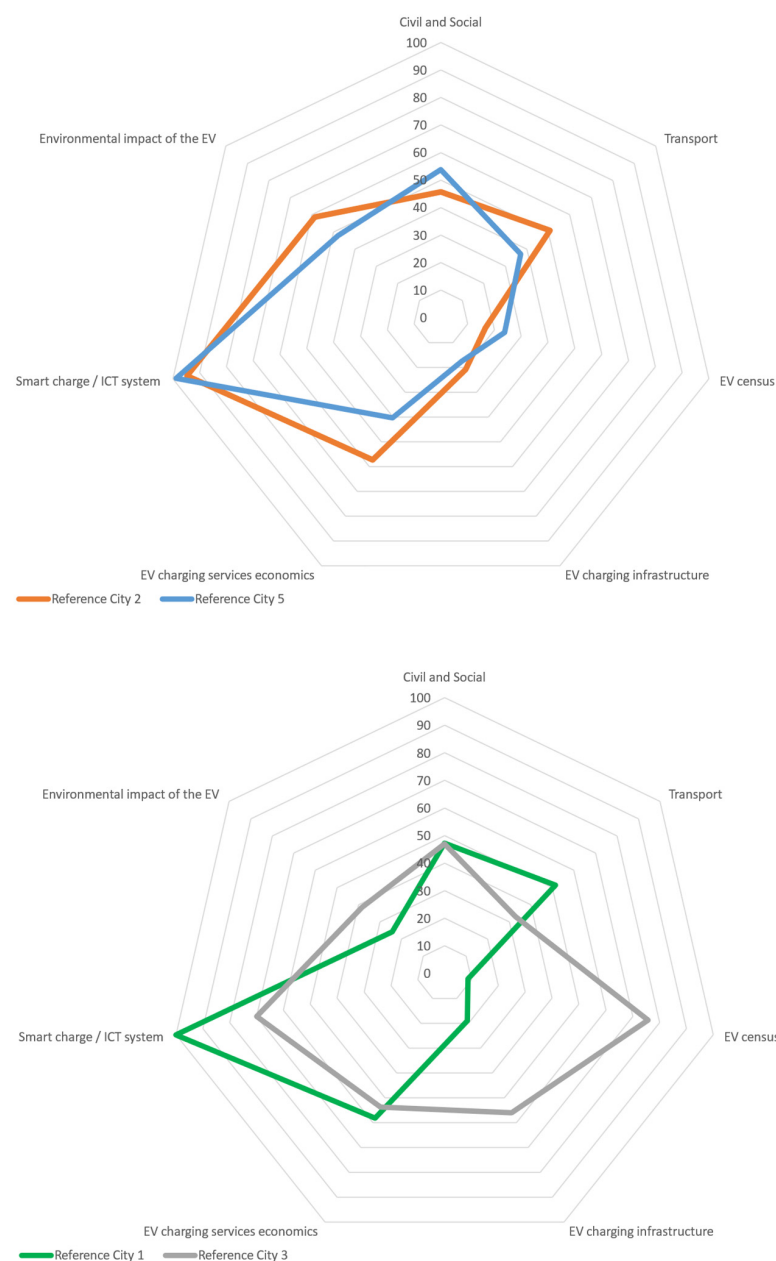 Civil and Social
100
90
80
70
60
50
40
30
20
10
0
Environmental impact of the EV
Transport
Smart charge / ICT system
EV census
EV charging services economics
EV charging infrastructure
Reference City 2
Reference City 5
Civil and Social
100
90
80
70
60
50
40
30
20
10
0
Environmental impact of the EV
Transport
Smart charge / ICT system
EV census
EV charging services economics
EV charging infrastructure
Reference City 1
Reference City 3